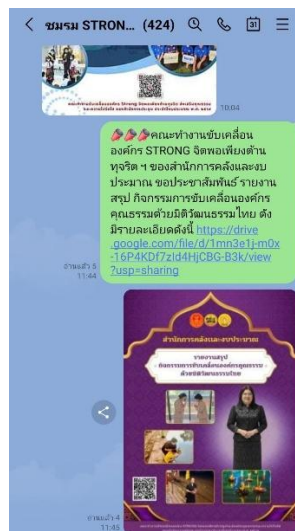 ชมรม STRON... (424)
31
10:04
คณะทำงานขับเคลื่อน
องค์กร STRONG จิตพอเพียงต้าน
ทุจริต ฯ ของสำนักการคลังและงบ
ประมาณ ขอประชาสัมพันธ์ รายงาน
สรุป กิจกรรมการขับเคลื่อนองค์กร
คุณธรรมด้วยมิติวัฒนธรรมไทย ดัง
มีรายละเอียดดังนี้ https://drive
.google.com/file/d/1mn3e1j-m0x
-16P4KDf7zId4HjCBG-B3k/view
?usp=sharing
อ่านแล้ว 5
11:44
สำนักการคลังและงบประมาณ
รายงานสรุป
กิจกรรมการขับเคลื่อนองค์กรคุณธรรม
ด้วยมิติวัฒนธรรมไทย
อ่านแล้ว 4
11:45